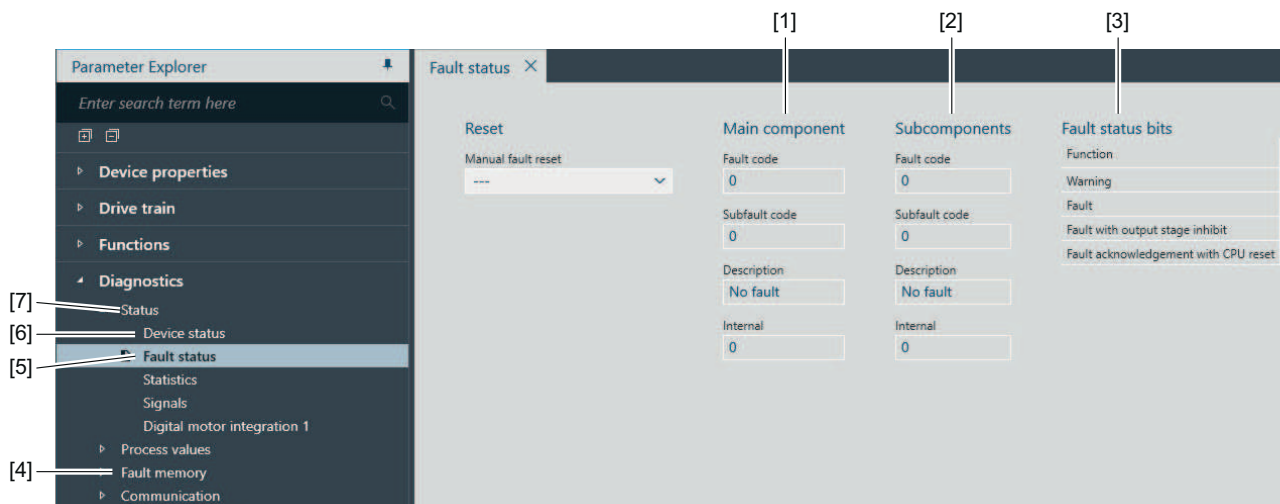 [1] [2] [3]
Parameter Explorer
Enter search term here
Device properties
Drive train
Functions
Diagnostics
[7] Status
[6] Device status
[5] Fault status
Statistics
Signals
Digital motor integration 1
Process values
[4] Fault memory
Communication
Fault status
Reset
Manual fault reset
---
Main component
Fault code
0
Subfault code
0
Description
No fault
Internal
0
Subcomponents
Fault code
0
Subfault code
0
Description
No fault
Internal
0
Fault status bits
Function
Warning
Fault
Fault with output stage inhibit
Fault acknowledgement with CPU reset